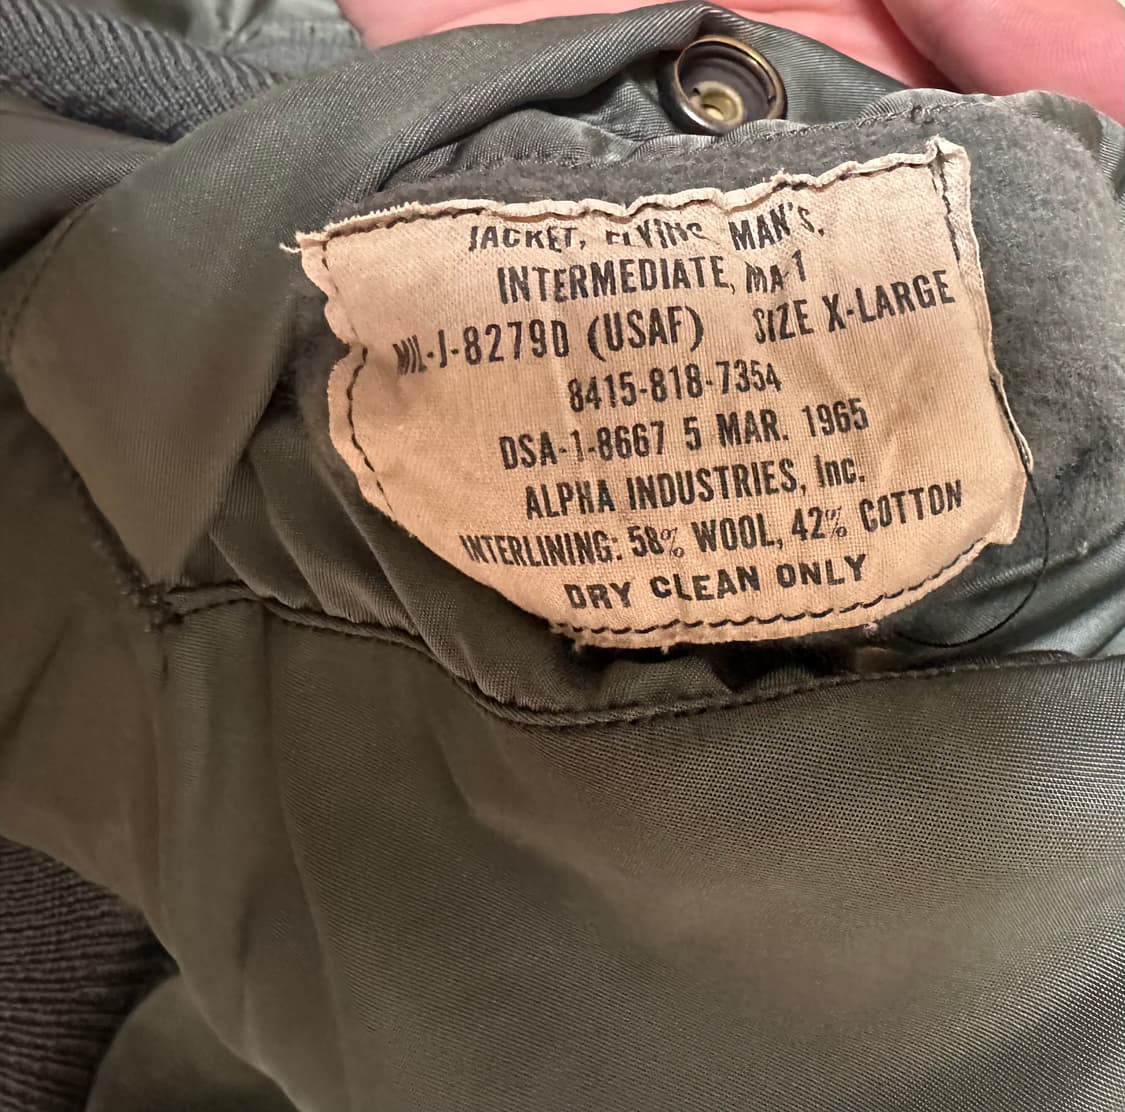 JACKET, FLYING MAN'S,
INTERMEDIATE, MA-1
MIL-J-8279D (USAF) SIZE X-LARGE
8415-818-7354
DSA-1-8667 5 MAR. 1965
ALPHA INDUSTRIES, inc.
INTERLINING: 58% WOOL, 42% COTTON
DRY CLEAN ONLY